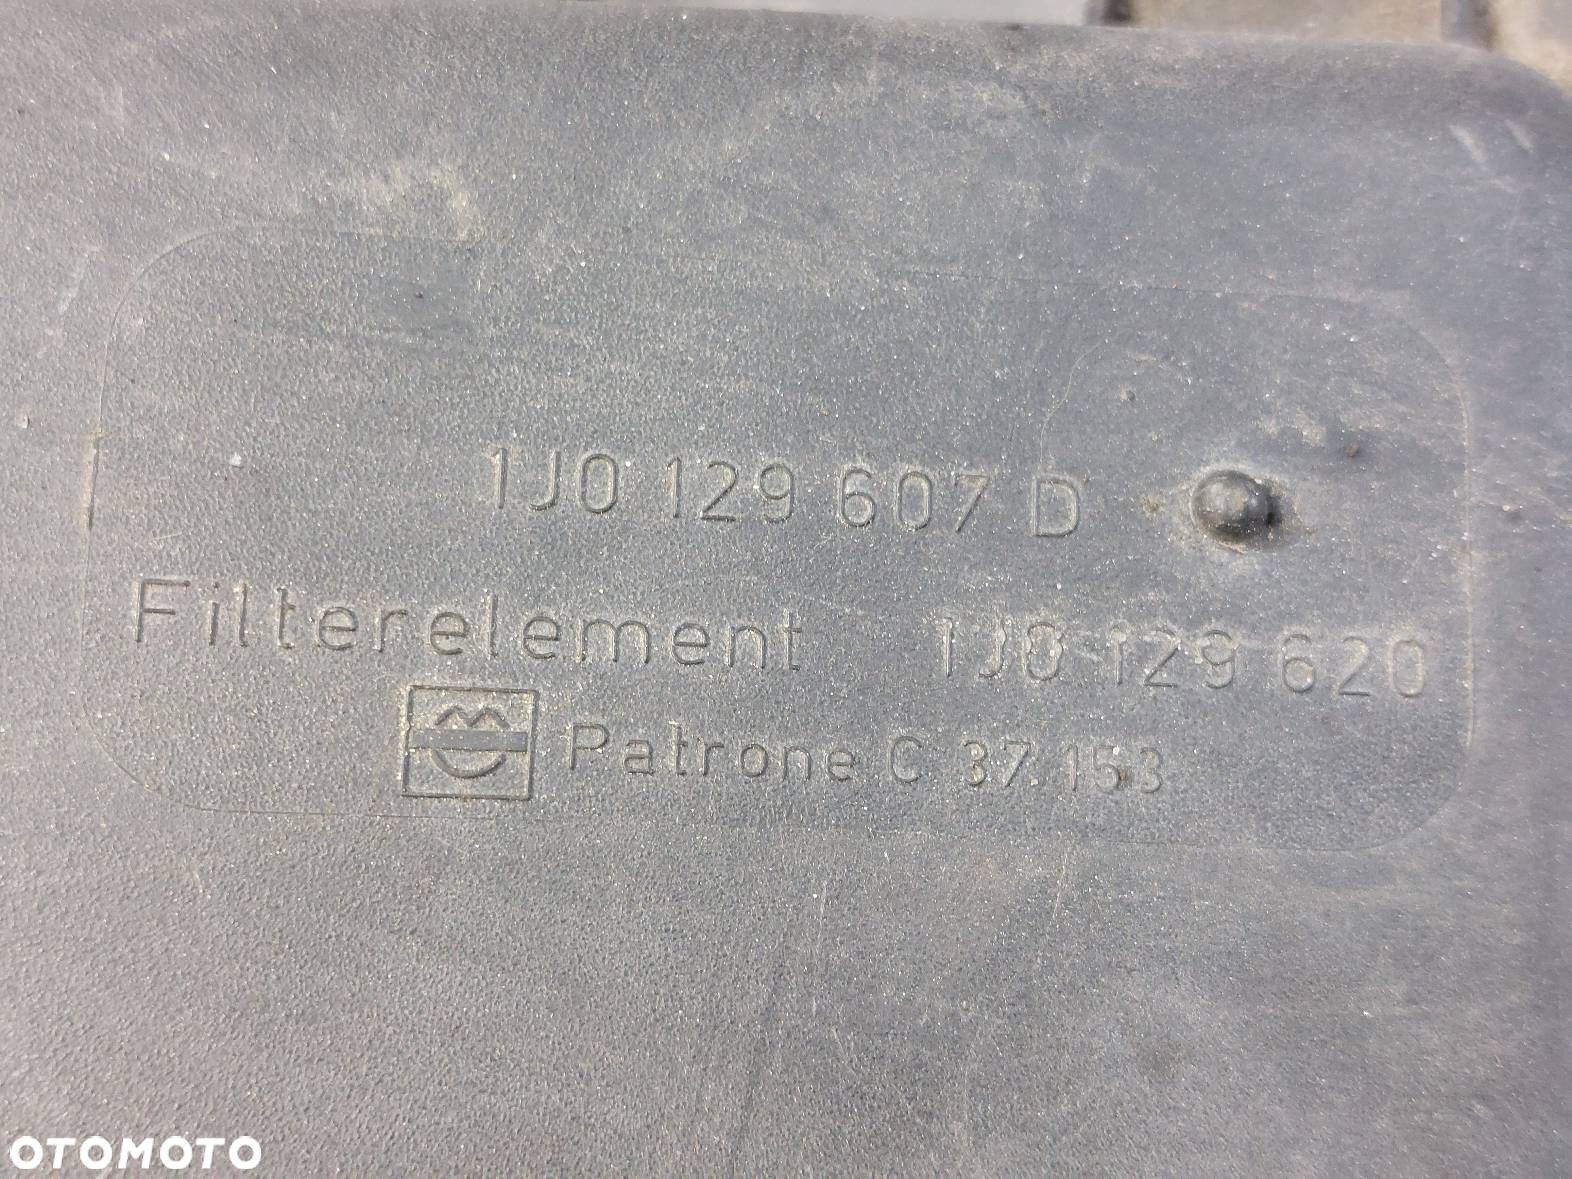 1J0 129 607 D
Filterelement 1J0 129 620
Patrone C 37 153
OTOMOTO